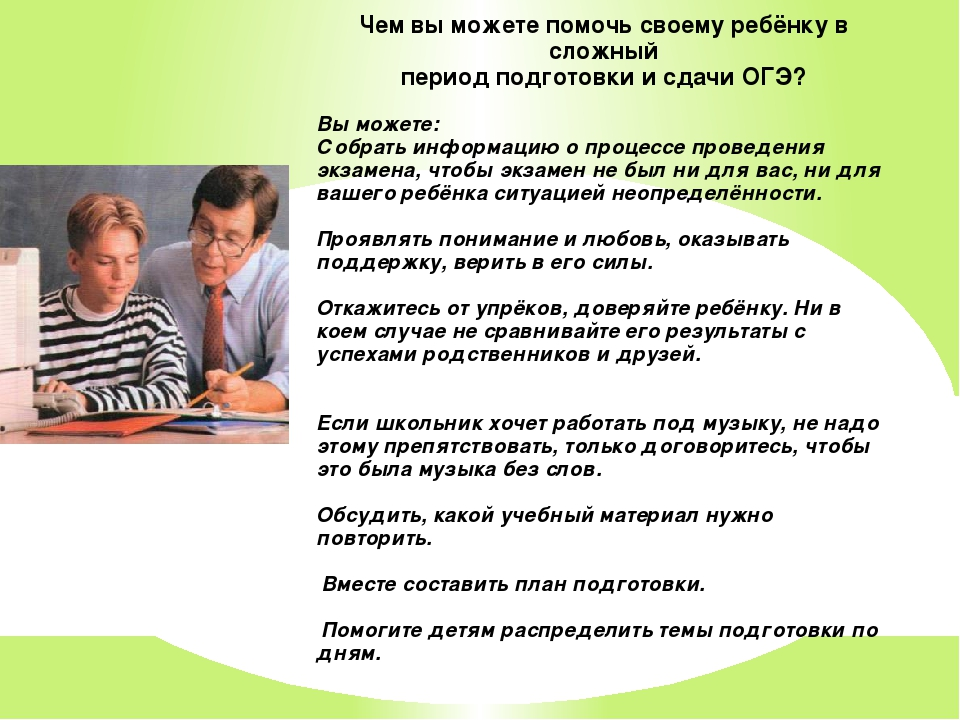 Чем вы можете помочь своему ребёнку в
сложный
период подготовки и сдачи ОГЭ?
Вы можете:
Собрать информацию о процессе проведения
экзамена, чтобы экзамен не был ни для вас, ни для
вашего ребёнка ситуацией неопределённости.
Проявлять понимание и любовь, оказывать
поддержку, верить в его силы.
Откажитесь от упрёков, доверяйте ребёнку. Ни в
коем случае не сравнивайте его результаты с
успехами родственников и друзей.
Если школьник хочет работать под музыку, не надо
этому препятствовать, только договоритесь, чтобы
это была музыка без слов.
Обсудить, какой учебный материал нужно
повторить.
Вместе составить план подготовки.
Помогите детям распределить темы подготовки по
дням.